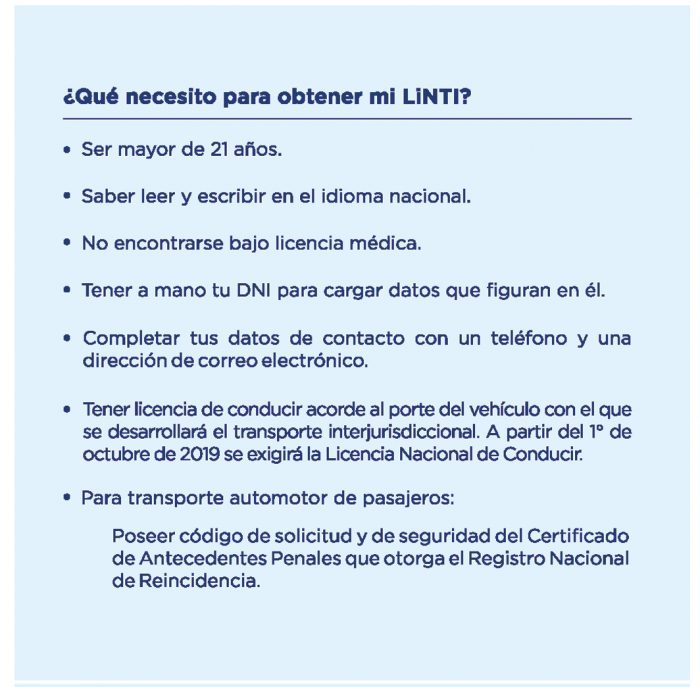 ¿Qué necesito para obtener mi LiNTI?
• Ser mayor de 21 años.
• Saber leer y escribir en el idioma nacional.
• No encontrarse bajo licencia médica.
• Tener a mano tu DNI para cargar datos que figuran en él.
• Completar tus datos de contacto con un teléfono y una
dirección de correo electrónico.
• Tener licencia de conducir acorde al porte del vehículo con el que
se desarrollará el transporte interjurisdiccional. A partir del 1° de
octubre de 2019 se exigirá la Licencia Nacional de Conducir.
• Para transporte automotor de pasajeros:
Poseer código de solicitud y de seguridad del Certificado
de Antecedentes Penales que otorga el Registro Nacional
de Reincidencia.